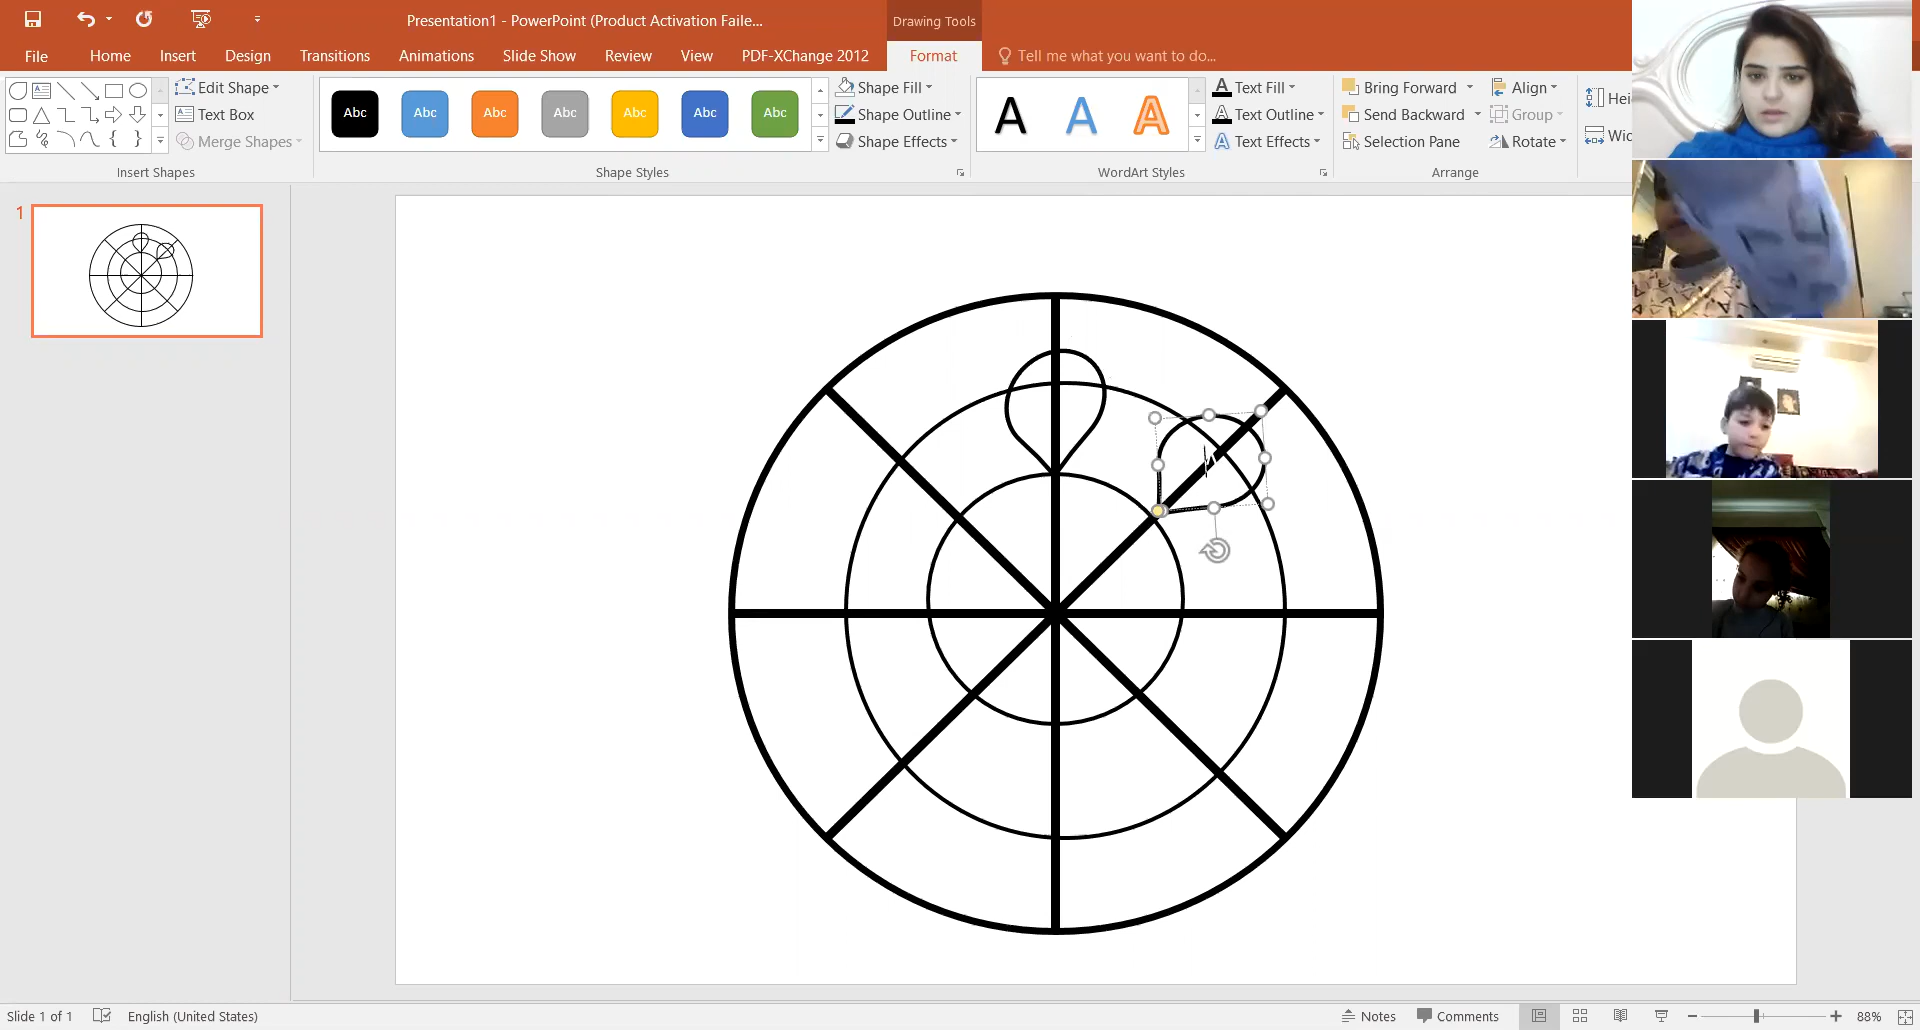 Presentation1 - PowerPoint (Product Activation Faile...
Drawing Tools
File Home Insert Design Transitions Animations Slide Show Review View PDF-XChange 2012 Format Tell me what you want to do...
Edit Shape
Text Box
Merge Shapes
Insert Shapes
Abc Abc Abc Abc Abc Abc Abc
Shape Fill
Shape Outline
Shape Effects
Shape Styles
A A A
Text Fill
Text Outline
Text Effects
WordArt Styles
Bring Forward
Send Backward
Selection Pane
Align
Group
Rotate
Arrange
Hei
Wic
1
Slide 1 of 1 English (United States) Notes Comments 88%